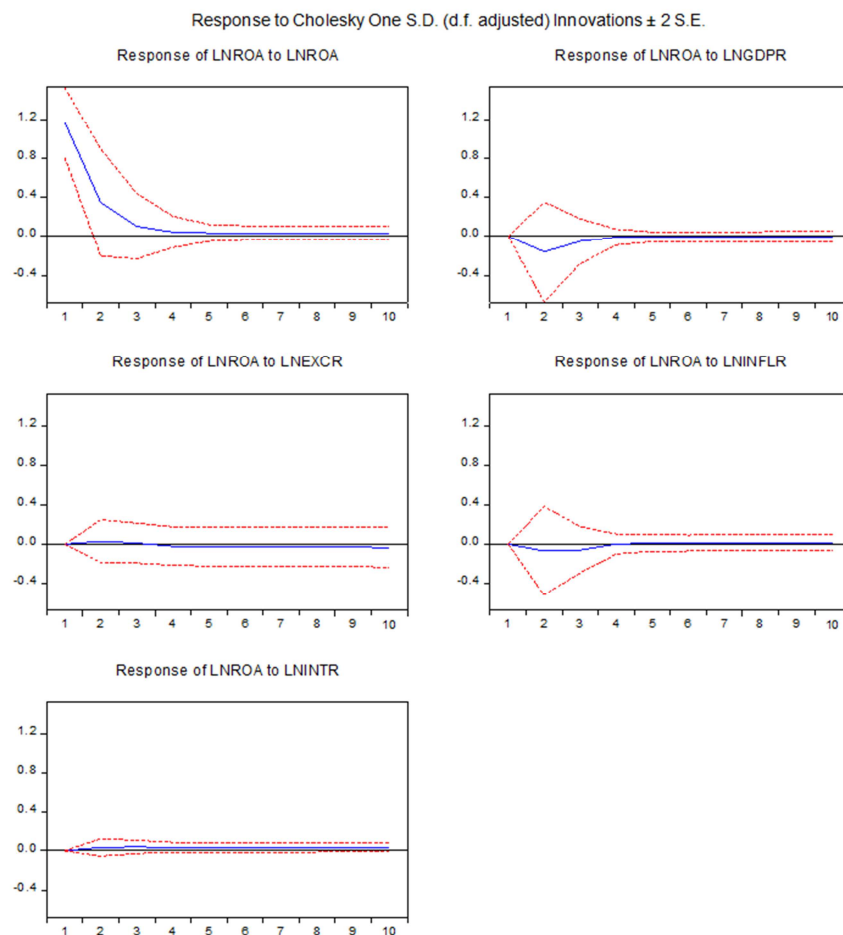 Response to Cholesky One S.D. (d.f. adjusted) Innovations ± 2 S.E.
Response of LNROA to LNROA
1.2
0.8
0.4
0.0
-0.4
1 2 3 4 5 6 7 8 9 10
Response of LNROA to LNGDPR
1.2
0.8
0.4
0.0
-0.4
1 2 3 4 5 6 7 8 9 10
Response of LNROA to LNEXCR
1.2
0.8
0.4
0.0
-0.4
1 2 3 4 5 6 7 8 9 10
Response of LNROA to LNINFLR
1.2
0.8
0.4
0.0
-0.4
1 2 3 4 5 6 7 8 9 10
Response of LNROA to LNINTR
1.2
0.8
0.4
0.0
-0.4
1 2 3 4 5 6 7 8 9 10